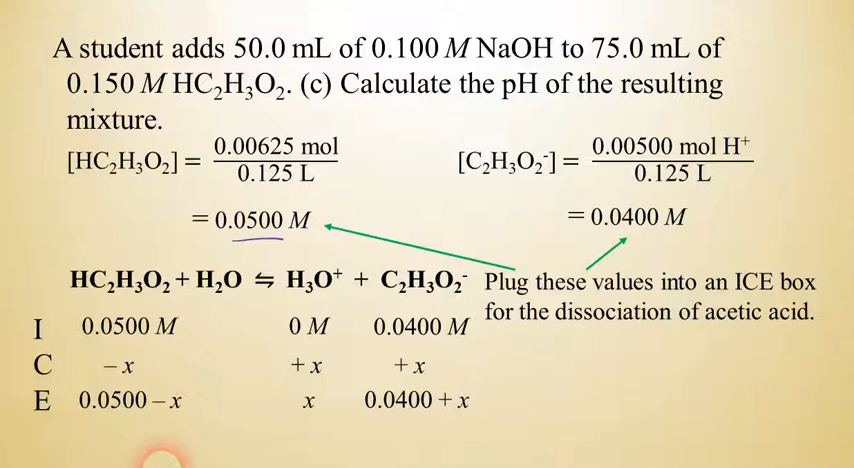 A student adds 50.0 mL of 0.100 M NaOH to 75.0 mL of
0.150 M HC₂H₃O₂. (c) Calculate the pH of the resulting
mixture.
[HC₂H₃O₂] = 0.00625 mol / 0.125 L [C₂H₃O₂⁻] = 0.00500 mol H⁺ / 0.125 L
= 0.0500 M = 0.0400 M
HC₂H₃O₂ + H₂O ⇋ H₃O⁺ + C₂H₃O₂⁻
Plug these values into an ICE box
for the dissociation of acetic acid.
I 0.0500 M 0 M 0.0400 M
C – x + x + x
E 0.0500 – x x 0.0400 + x